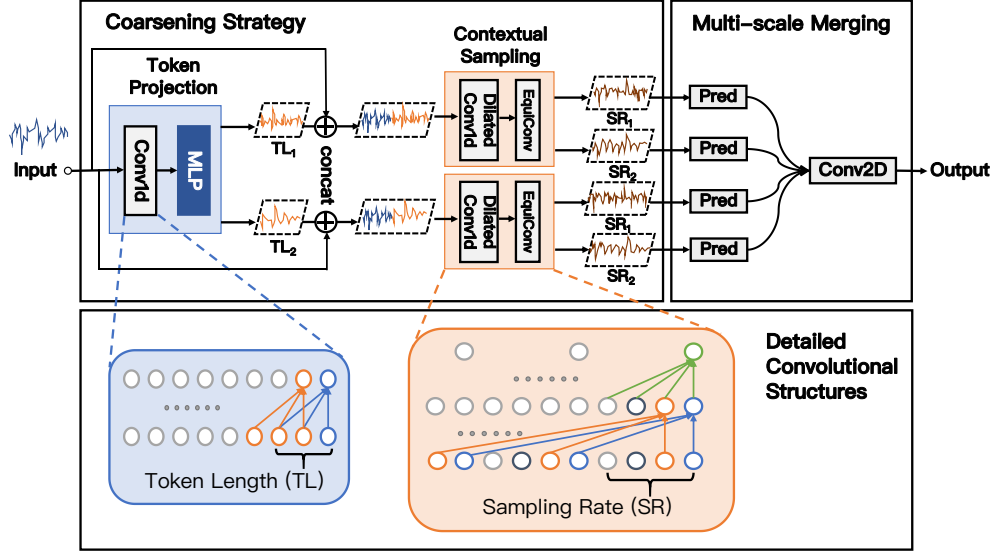 Coarsening Strategy
Multi-scale Merging
Token
Projection
Contextual
Sampling
Input
Conv1d
MLP
TL1
TL2
concat
Dilated
Conv1d
EquiConv
Dilated
Conv1d
EquiConv
SR1
SR2
SR1
SR2
Pred
Pred
Pred
Pred
Conv2D
Output
Detailed
Convolutional
Structures
Token Length (TL)
Sampling Rate (SR)